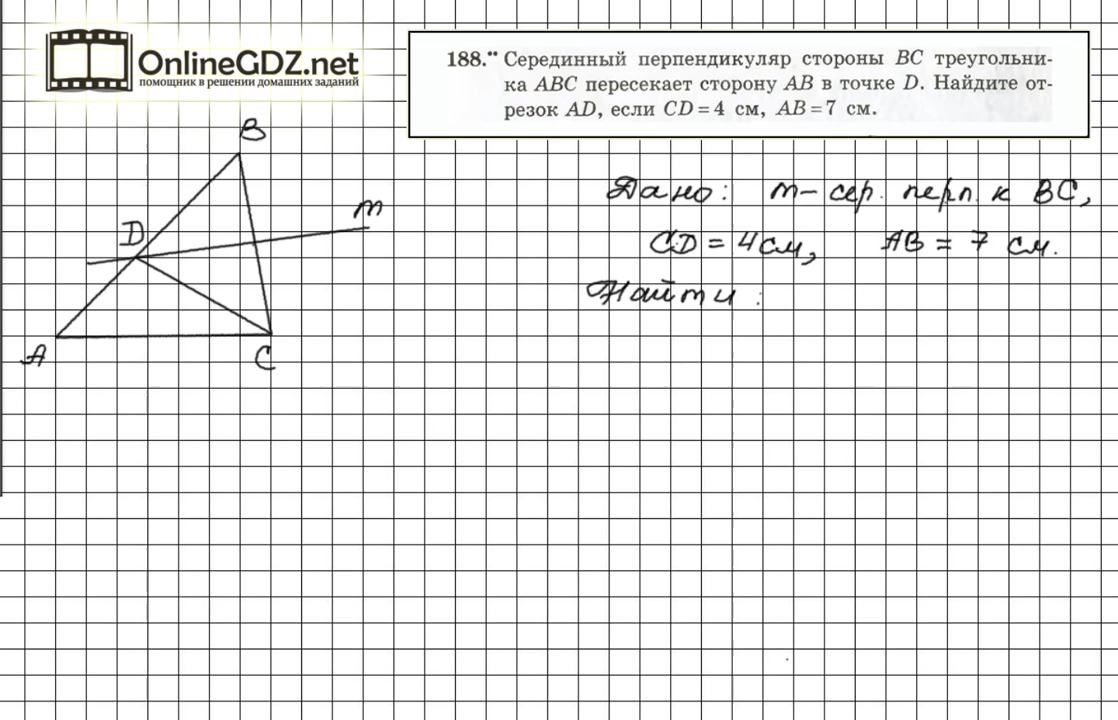 OnlineGDZ.net
помощник в решении домашних заданий
188.•• Серединный перпендикуляр стороны BC треугольни-
ка ABC пересекает сторону AB в точке D. Найдите от-
резок AD, если CD = 4 см, AB = 7 см.
B
m
D
A
C
Дано: m – сер. перп. к BC,
CD = 4 см, AB = 7 см.
Найти: